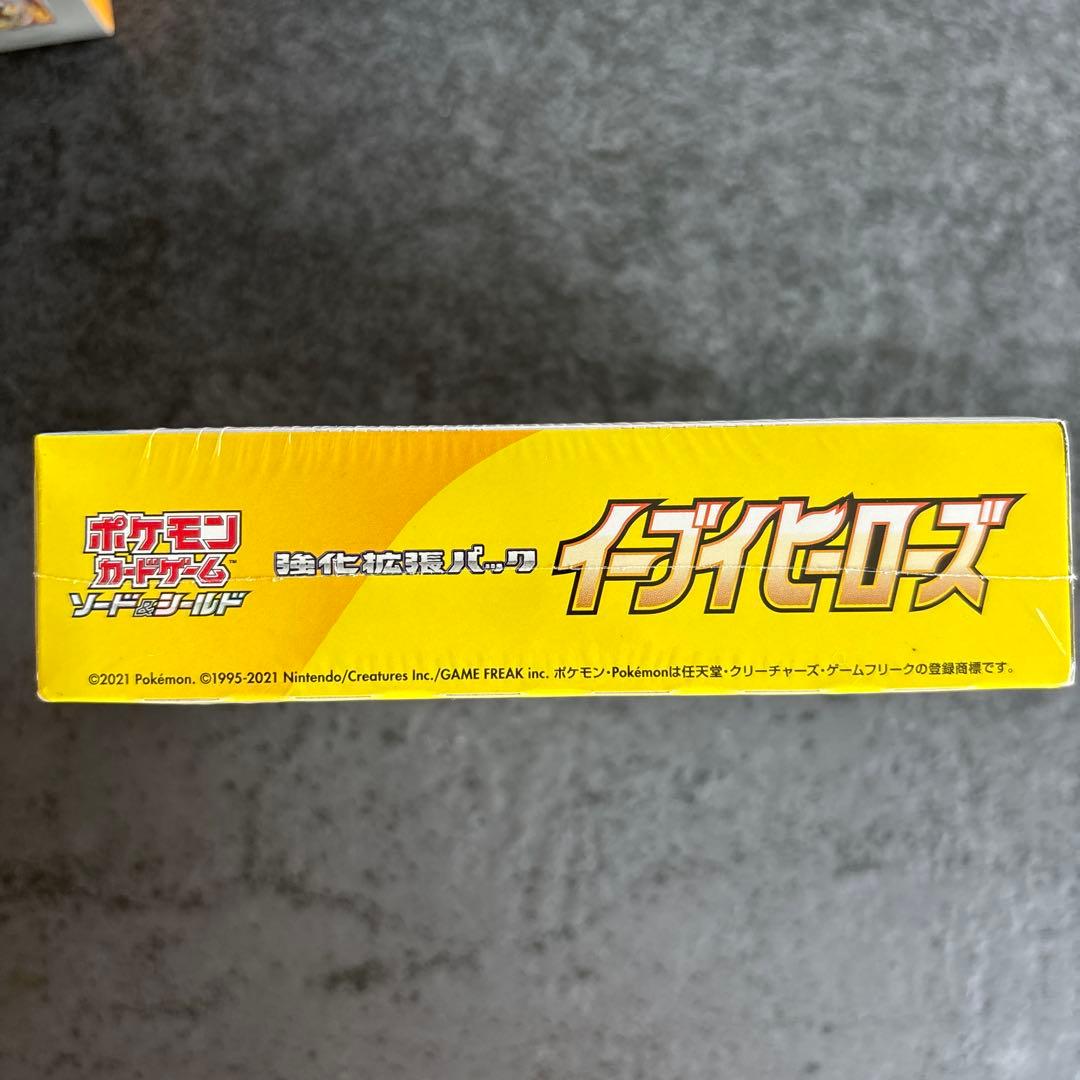 ポケモン
カードゲーム™
ソード&シールド
強化拡張パック
イーブイヒーローズ
©2021 Pokémon. ©1995-2021 Nintendo/Creatures Inc./GAME FREAK inc. ポケモン・Pokémonは任天堂・クリーチャーズ・ゲームフリークの登録商標です。